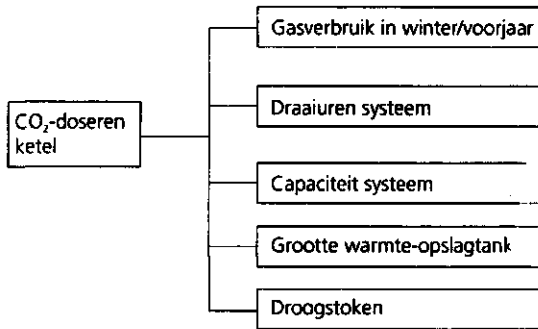 Gasverbruik in winter/voorjaar
Draaiuren systeem
CO₂-doseren
ketel
Capaciteit systeem
Grootte warmte-opslagtank
Droogstoken